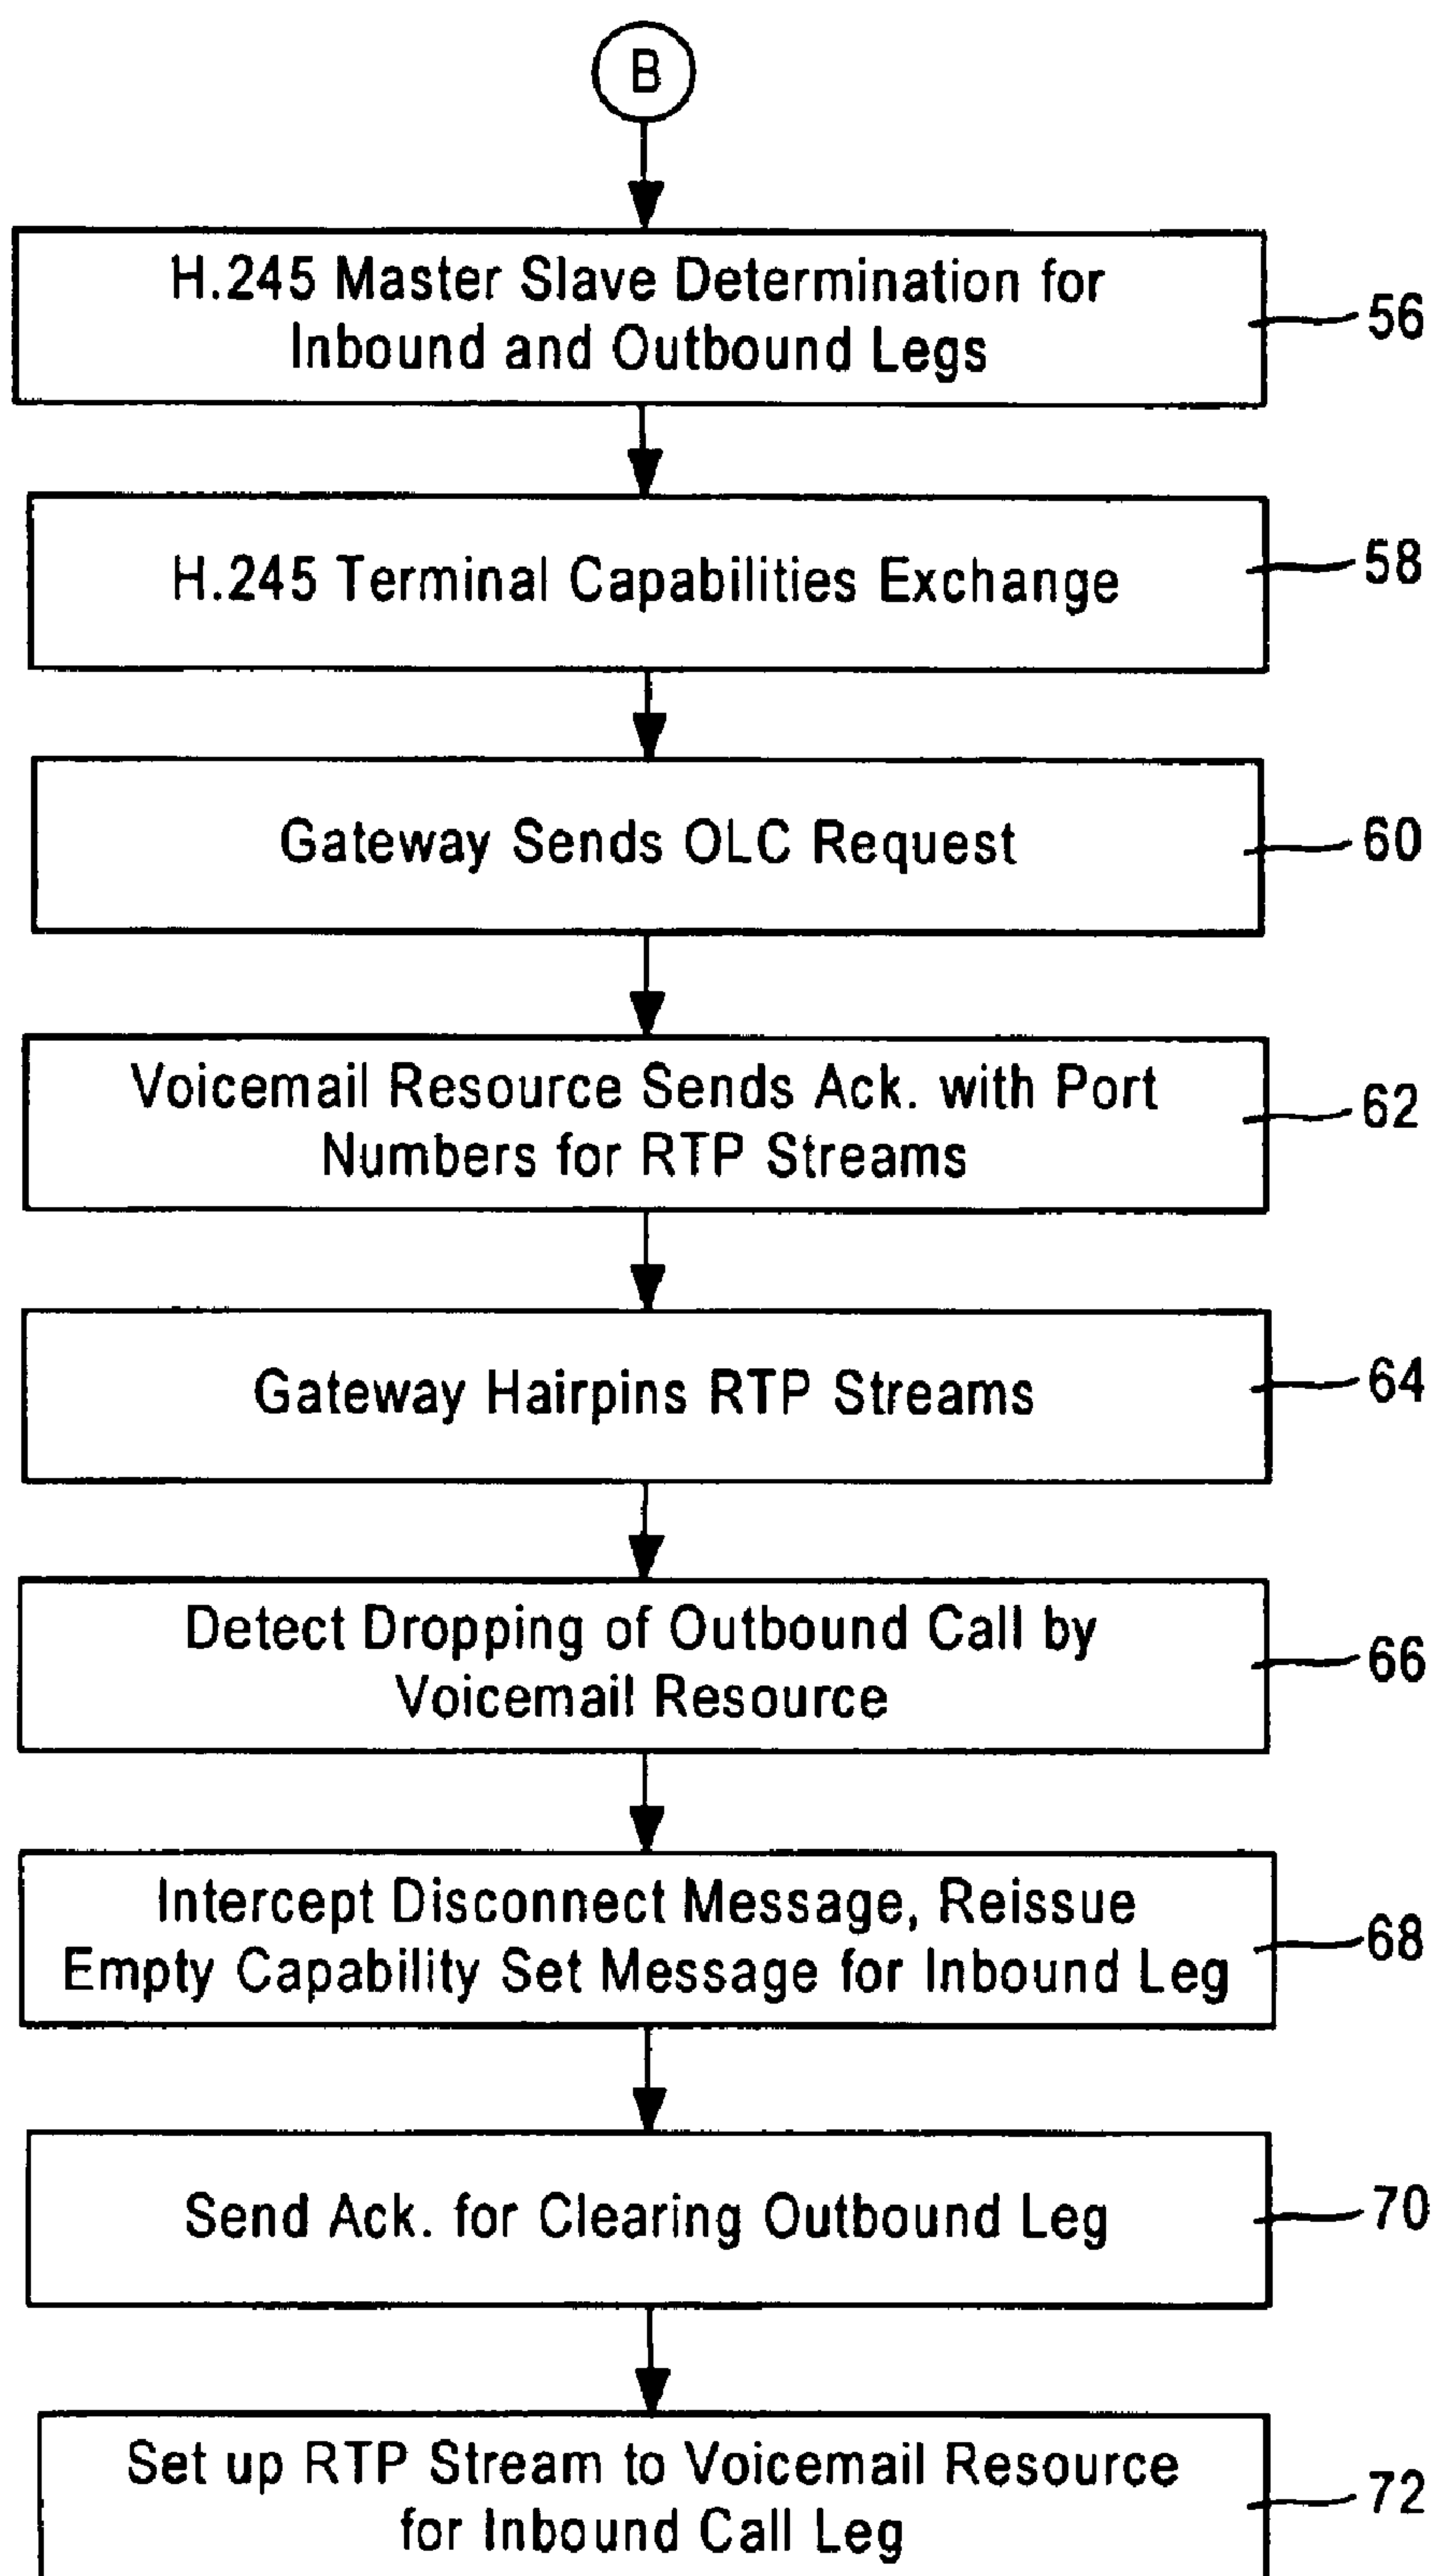 B
H.245 Master Slave Determination for
Inbound and Outbound Legs
56
H.245 Terminal Capabilities Exchange
58
Gateway Sends OLC Request
60
Voicemail Resource Sends Ack. with Port
Numbers for RTP Streams
62
Gateway Hairpins RTP Streams
64
Detect Dropping of Outbound Call by
Voicemail Resource
66
Intercept Disconnect Message, Reissue
Empty Capability Set Message for Inbound Leg
68
Send Ack. for Clearing Outbound Leg
70
Set up RTP Stream to Voicemail Resource
for Inbound Call Leg
72